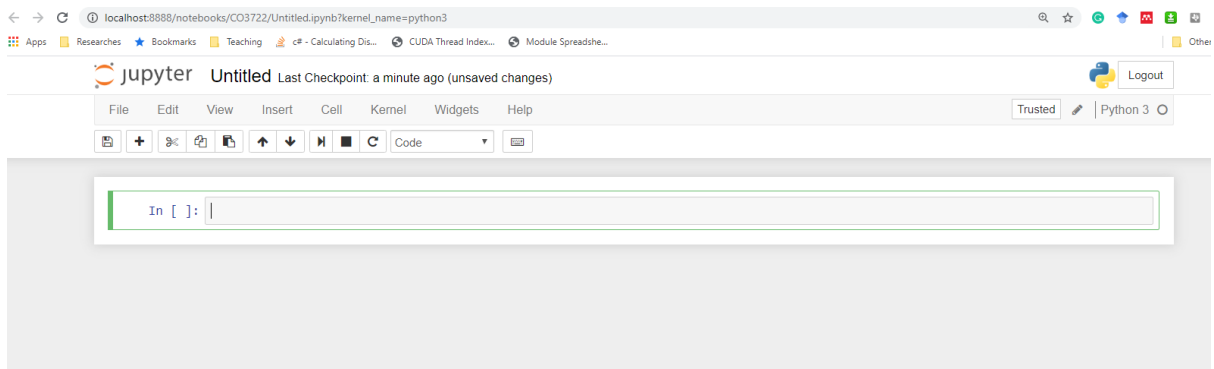 localhost:8888/notebooks/CO3722/Untitled.ipynb?kernel_name=python3
Apps Researches Bookmarks Teaching c# - Calculating Dis... CUDA Thread Index... Module Spreadshe... Other
jupyter Untitled Last Checkpoint: a minute ago (unsaved changes) Logout
File Edit View Insert Cell Kernel Widgets Help Trusted Python 3
Code
In [ ]: